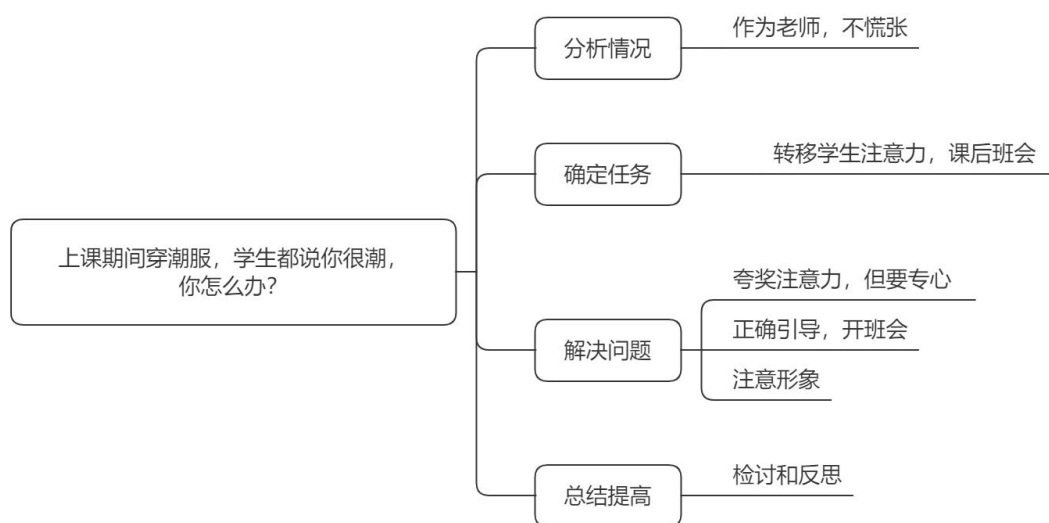 上课期间穿潮服，学生都说你很潮，
你怎么办？
分析情况
作为老师，不慌张
确定任务
转移学生注意力，课后班会
解决问题
夸奖注意力，但要专心
正确引导，开班会
注意形象
总结提高
检讨和反思